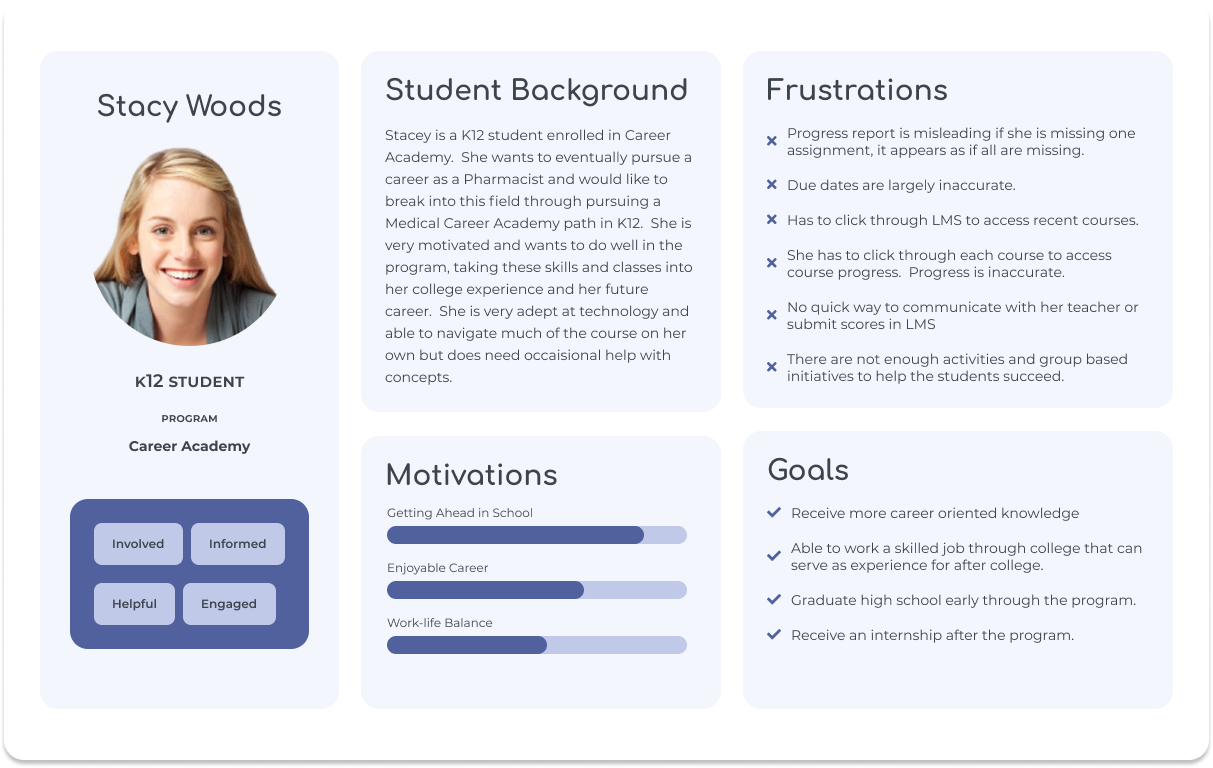 Stacy Woods
K12 STUDENT
PROGRAM
Career Academy
Involved
Informed
Helpful
Engaged
Student Background
Stacey is a K12 student enrolled in Career
Academy.  She wants to eventually pursue a
career as a Pharmacist and would like to
break into this field through pursuing a
Medical Career Academy path in K12.  She is
very motivated and wants to do well in the
program, taking these skills and classes into
her college experience and her future
career.  She is very adept at technology and
able to navigate much of the course on her
own but does need occaisional help with
concepts.
Motivations
Getting Ahead in School
Enjoyable Career
Work-life Balance
Frustrations
Progress report is misleading if she is missing one
assignment, it appears as if all are missing.
Due dates are largely inaccurate.
Has to click through LMS to access recent courses.
She has to click through each course to access
course progress.  Progress is inaccurate.
No quick way to communicate with her teacher or
submit scores in LMS
There are not enough activities and group based
initiatives to help the students succeed.
Goals
Receive more career oriented knowledge
Able to work a skilled job through college that can
serve as experience for after college.
Graduate high school early through the program.
Receive an internship after the program.